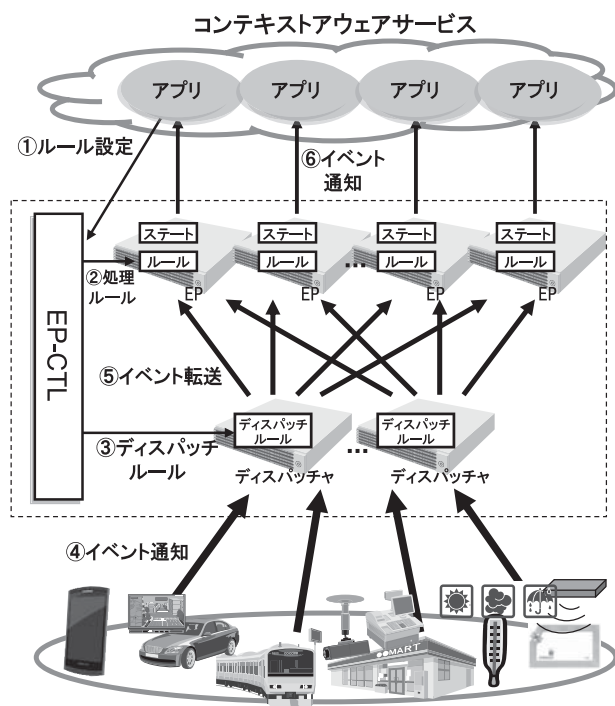 コンテキストアウェアサービス
アプリ
アプリ
アプリ
アプリ
①ルール設定
⑥イベント
通知
ステート
ステート
ステート
ステート
ルール
ルール
ルール
ルール
②処理
ルール
...
EP
EP
EP
EP
EP-CTL
⑤イベント転送
ディスパッチ
ルール
ディスパッチ
ルール
③ディスパッチ
ルール
...
ディスパッチャ
ディスパッチャ
④イベント通知
MART